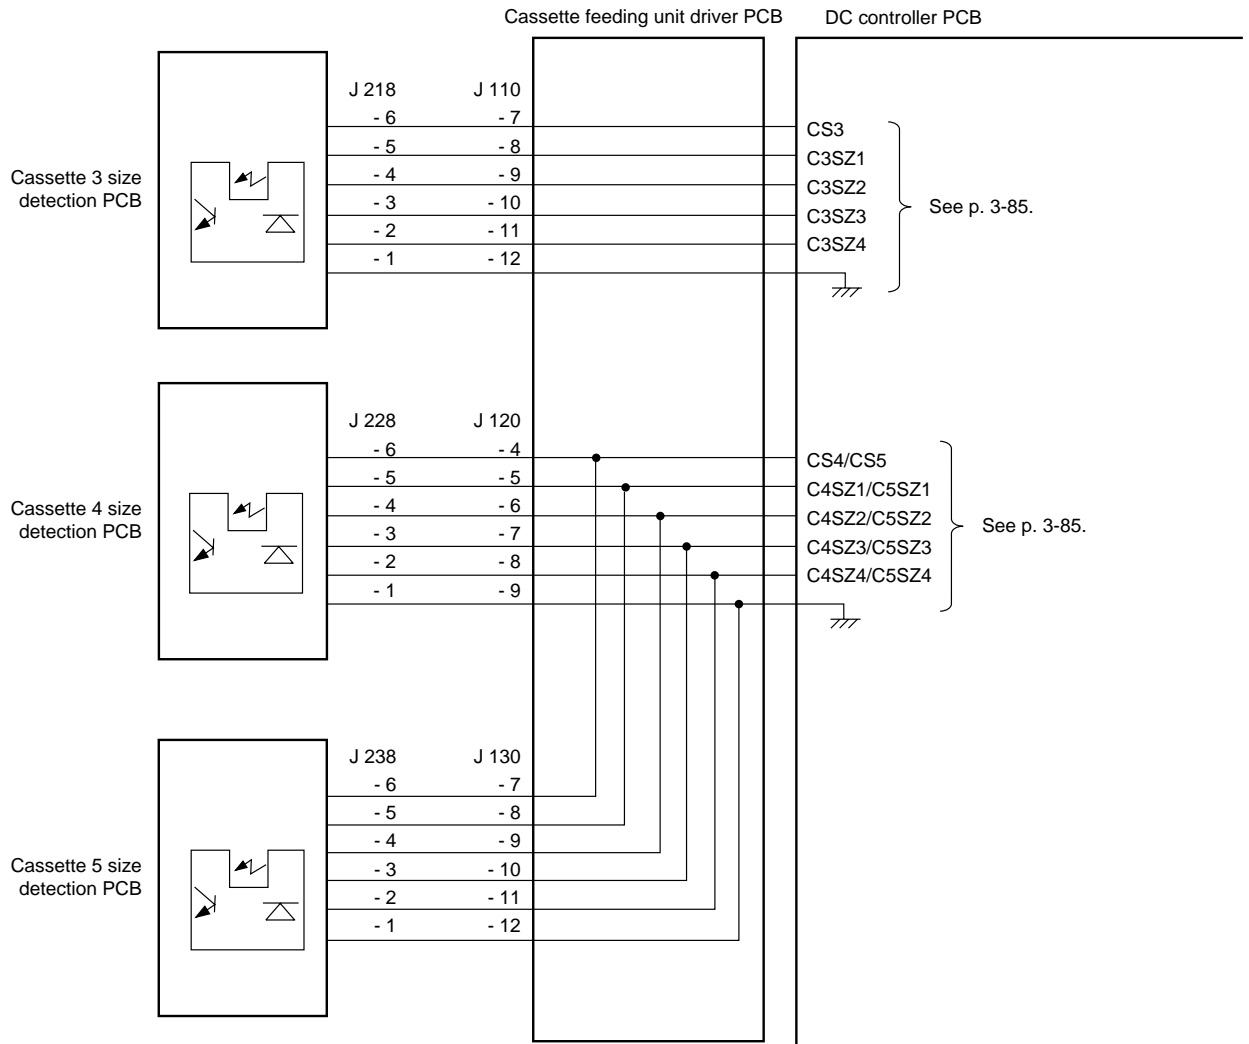 Cassette feeding unit driver PCB DC controller PCB
J 218 J 110
- 6 - 7 CS3
- 5 - 8 C3SZ1
- 4 - 9 C3SZ2
- 3 - 10 C3SZ3
- 2 - 11 C3SZ4
- 1 - 12
Cassette 3 size
detection PCB
See p. 3-85.
J 228 J 120
- 6 - 4 CS4/CS5
- 5 - 5 C4SZ1/C5SZ1
- 4 - 6 C4SZ2/C5SZ2
- 3 - 7 C4SZ3/C5SZ3
- 2 - 8 C4SZ4/C5SZ4
- 1 - 9
Cassette 4 size
detection PCB
See p. 3-85.
J 238 J 130
- 6 - 7
- 5 - 8
- 4 - 9
- 3 - 10
- 2 - 11
- 1 - 12
Cassette 5 size
detection PCB